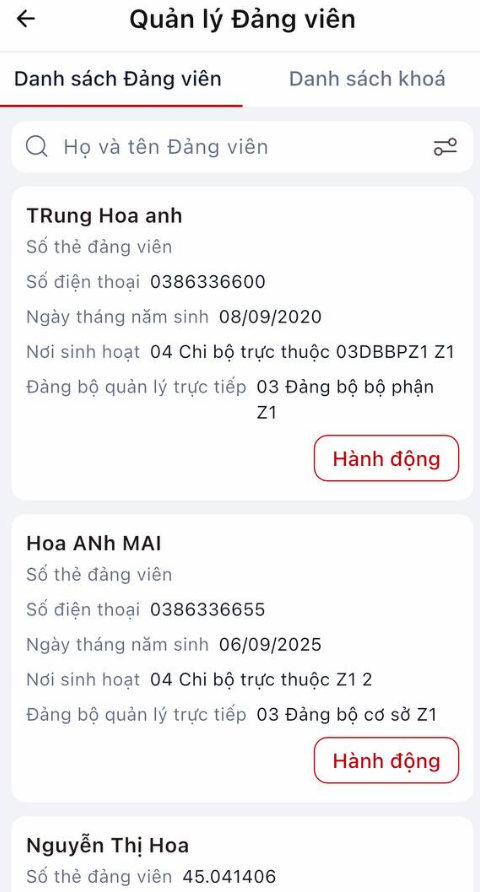 Quản lý Đảng viên
Danh sách Đảng viên
Danh sách khoá
Họ và tên Đảng viên
TRung Hoa anh
Số thẻ đảng viên
Số điện thoại 0386336600
Ngày tháng năm sinh 08/09/2020
Nơi sinh hoạt 04 Chi bộ trực thuộc 03DBBPZ1 Z1
Đảng bộ quản lý trực tiếp 03 Đảng bộ bộ phận
Z1
Hành động
Hoa ANh MAI
Số thẻ đảng viên
Số điện thoại 0386336655
Ngày tháng năm sinh 06/09/2025
Nơi sinh hoạt 04 Chi bộ trực thuộc Z1 2
Đảng bộ quản lý trực tiếp 03 Đảng bộ cơ sở Z1
Hành động
Nguyễn Thị Hoa
Số thẻ đảng viên 45.041406